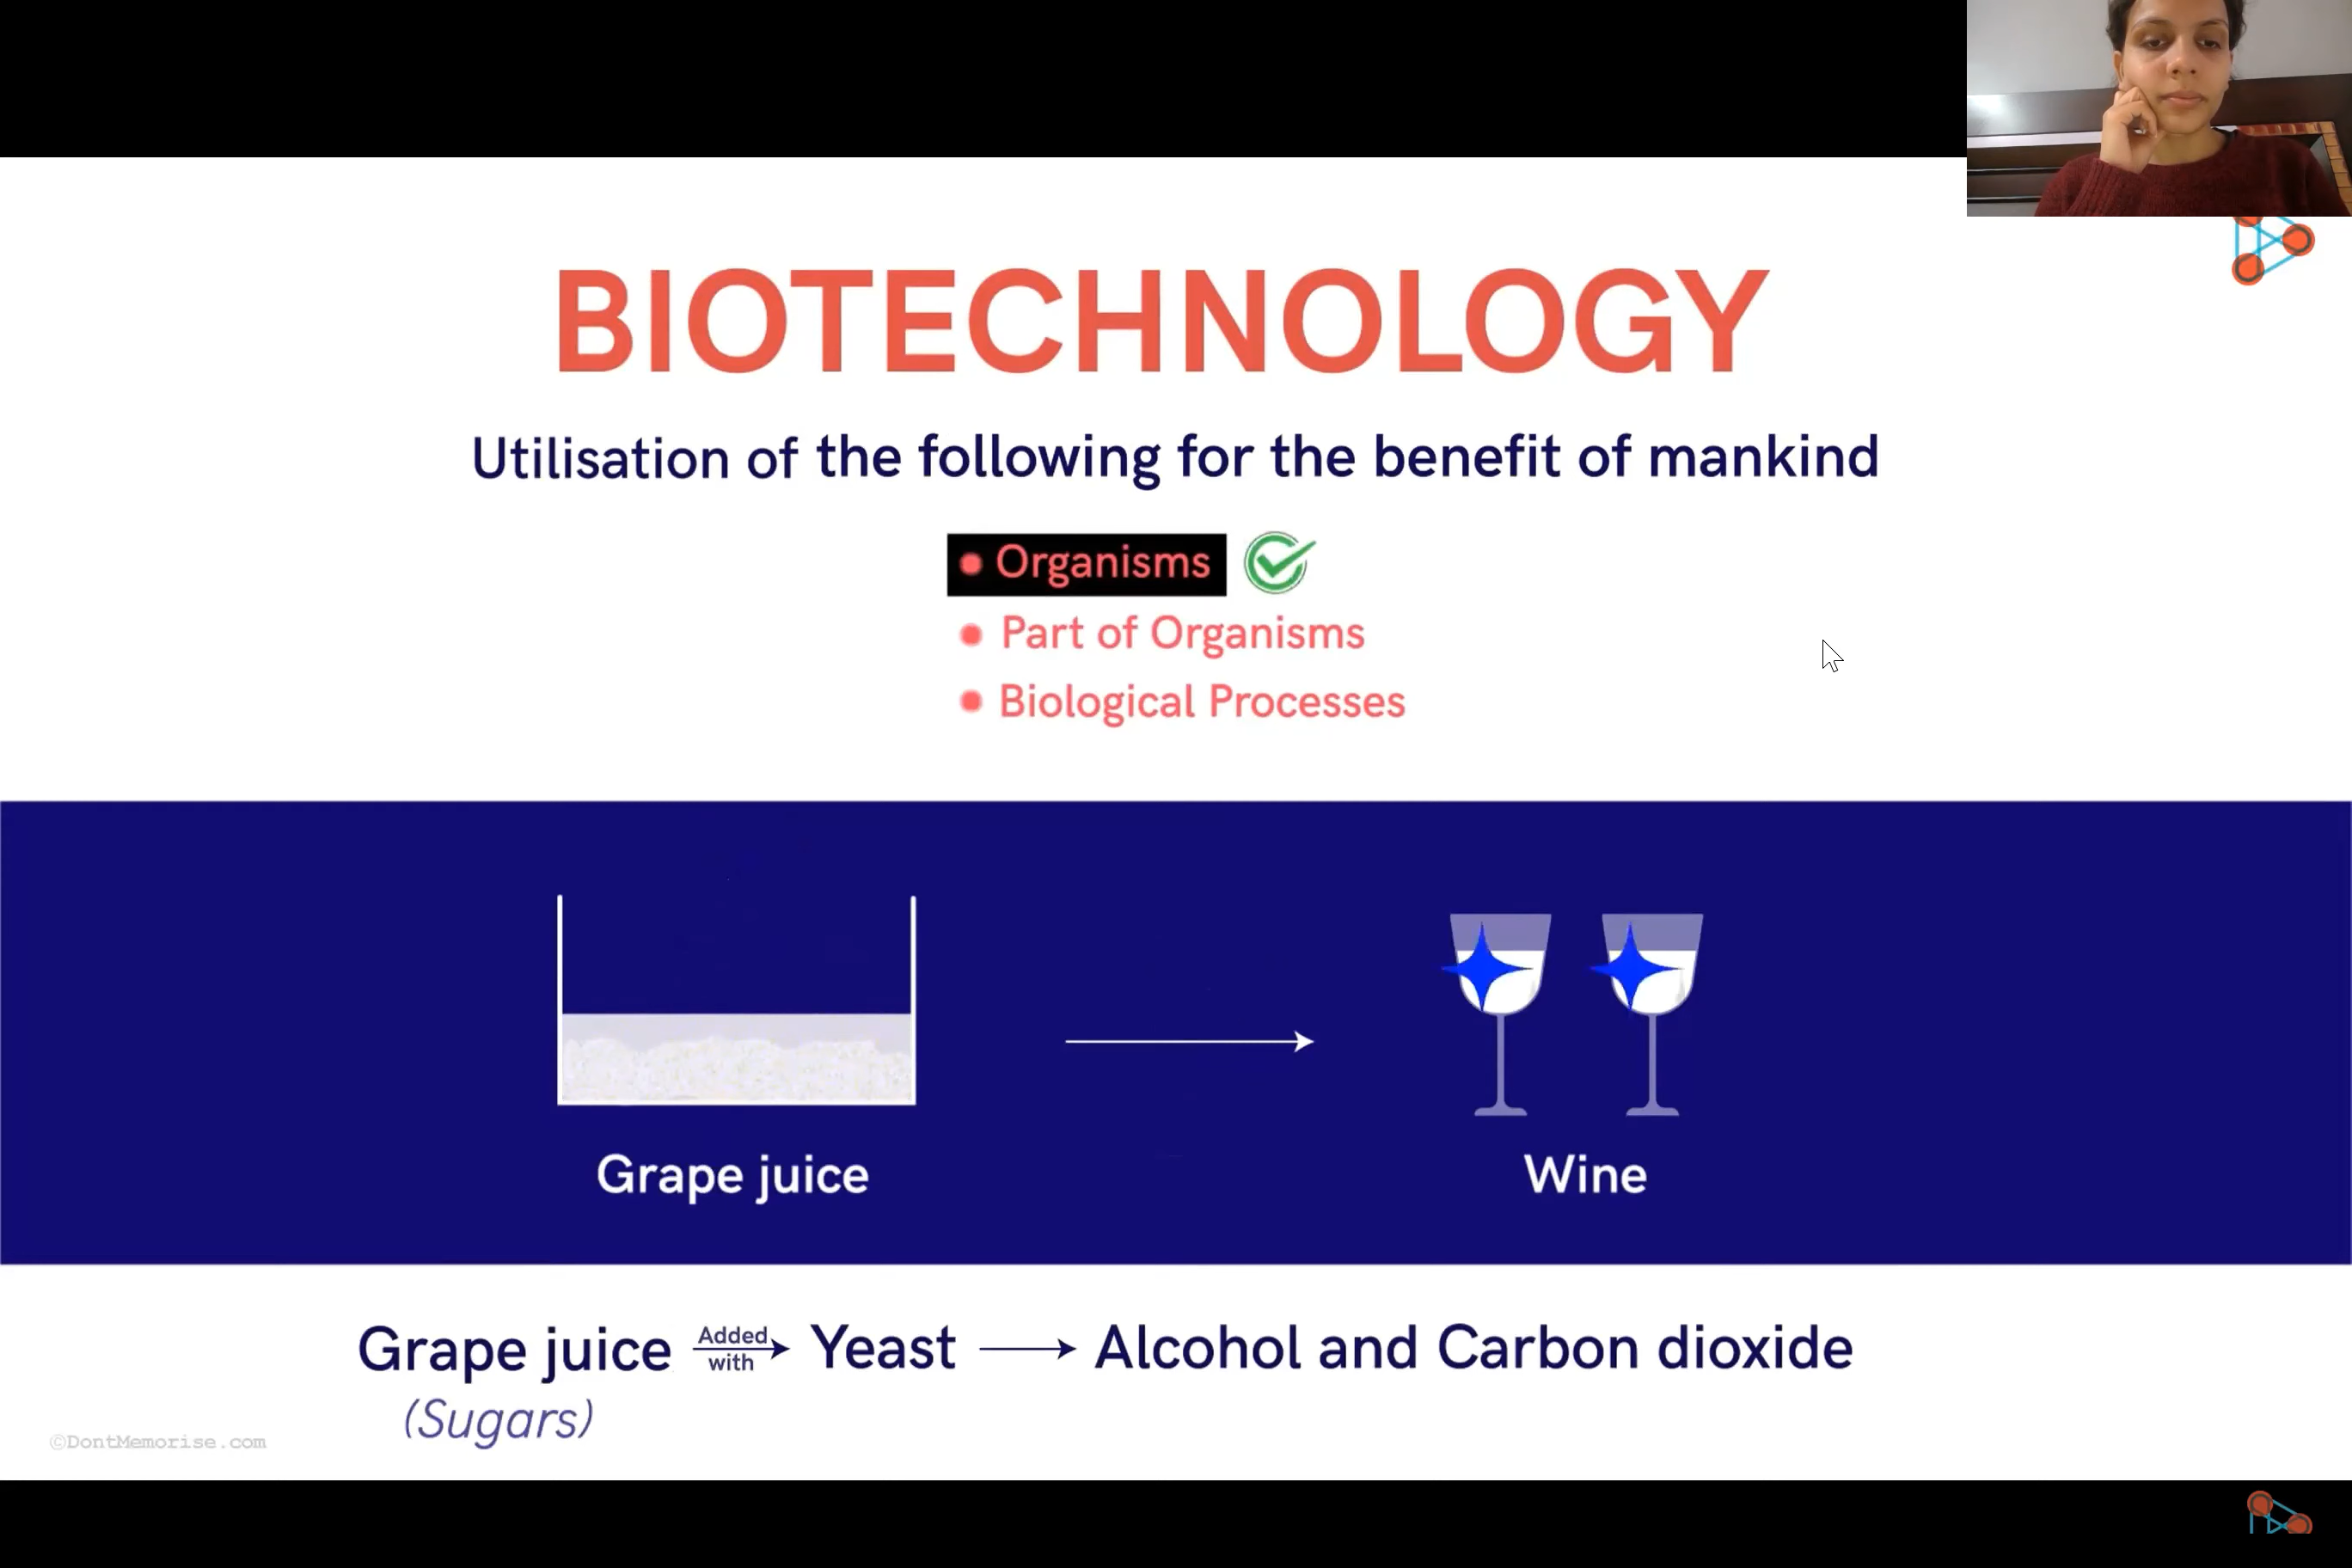 BIOTECHNOLOGY
Utilisation of the following for the benefit of mankind
Organisms
Part of Organisms
Biological Processes
Grape juice
Wine
Grape juice Added with Yeast Alcohol and Carbon dioxide
(Sugars)
©DontMemorise.com